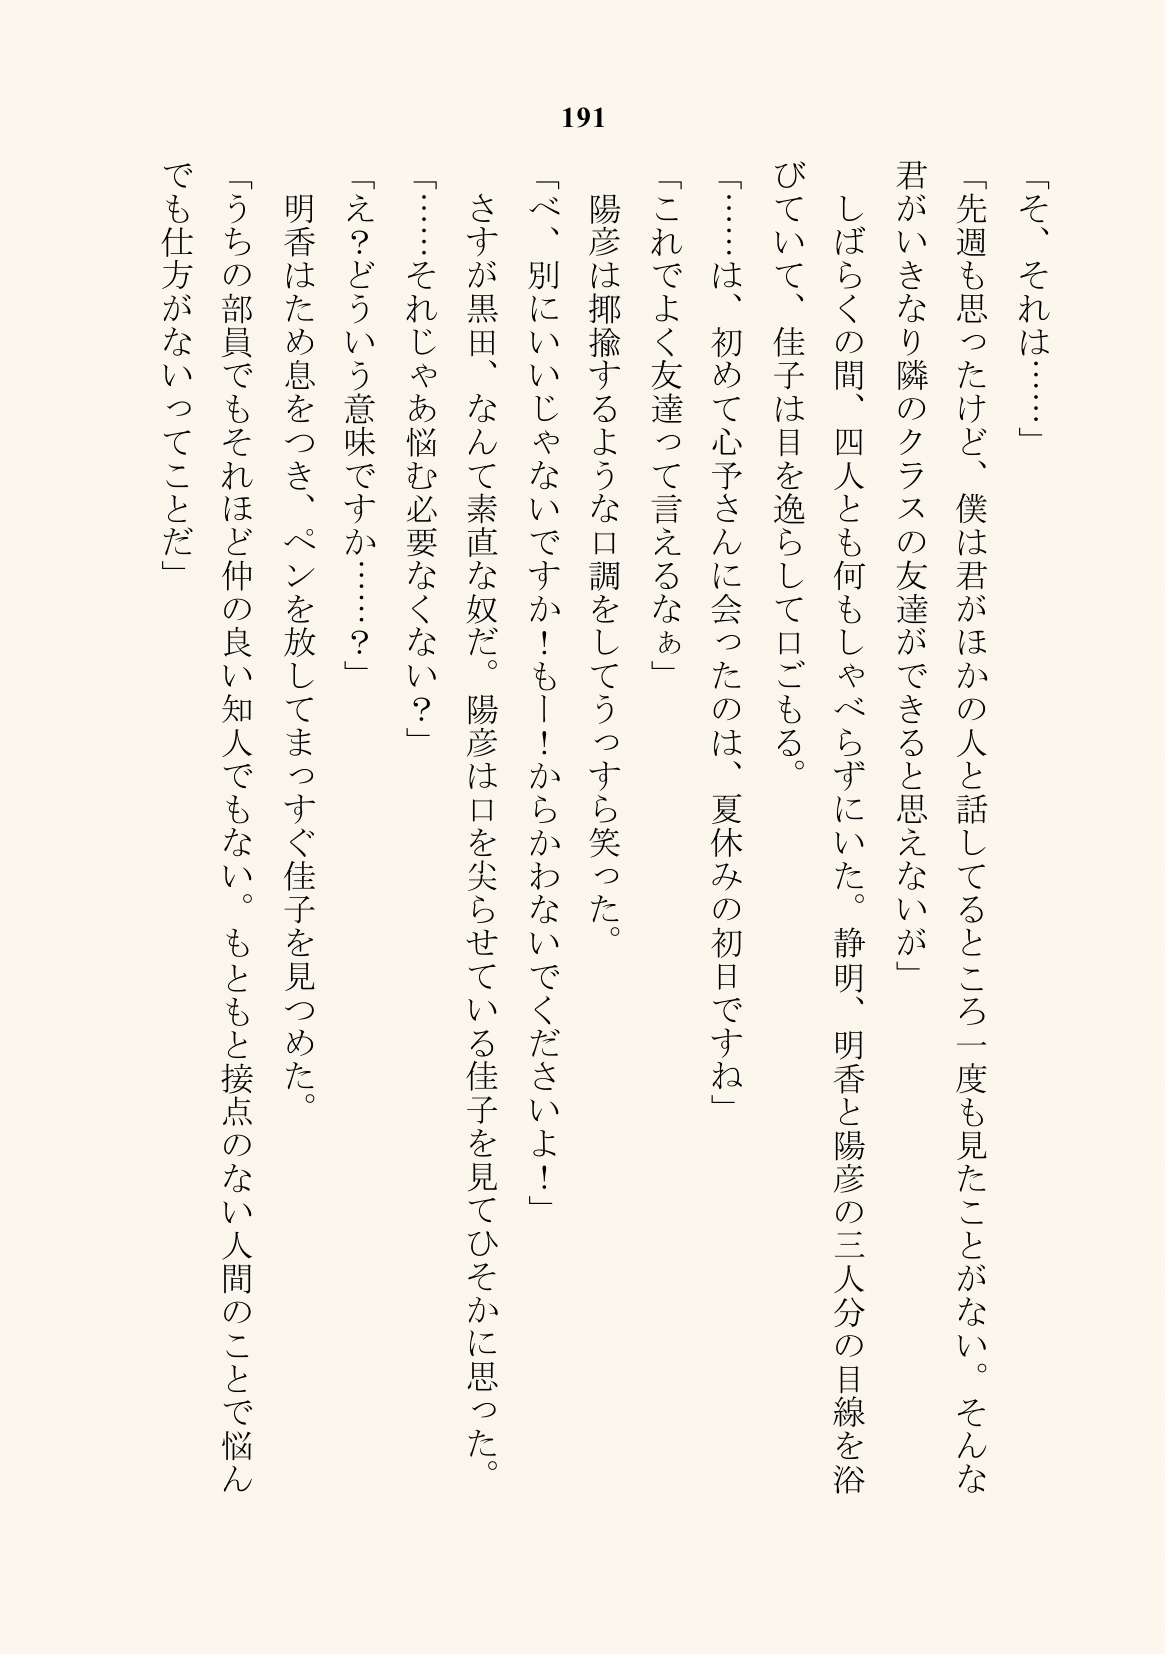 191
「そ、それは……」
「先週も思ったけど、僕は君がほかの人と話してるところ一度も見たことがない。そんな
君がいきなり隣のクラスの友達ができると思えないが」
　しばらくの間、四人とも何もしゃべらずにいた。静明、明香と陽彦の三人分の目線を浴
びていて、佳子は目を逸らして口ごもる。
「……は、初めて心予さんに会ったのは、夏休みの初日ですね」
「これでよく友達って言えるなぁ」
　陽彦は揶揄するような口調をしてうっすら笑った。
「べ、別にいいじゃないですか！もー！からかわないでくださいよ！」
　さすが黒田、なんて素直な奴だ。陽彦は口を尖らせている佳子を見てひそかに思った。
「……それじゃあ悩む必要なくない？」
「え？どういう意味ですか……？」
　明香はため息をつき、ペンを放してまっすぐ佳子を見つめた。
「うちの部員でもそれほど仲の良い知人でもない。もともと接点のない人間のことで悩ん
でも仕方がないってことだ」